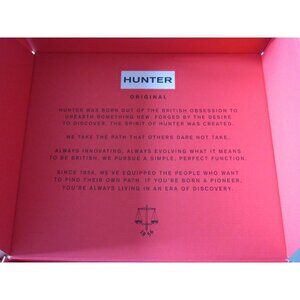 HUNTER
ORIGINAL
HUNTER WAS BORN OUT OF THE BRITISH OBSESSION TO
UNEARTH SOMETHING NEW. FORGED BY THE DESIRE
TO DISCOVER, THE SPIRIT OF HUNTER WAS CREATED.
WE TAKE THE PATH THAT OTHERS DARE NOT TAKE.
ALWAYS INNOVATING, ALWAYS EVOLVING WHAT IT MEANS
TO BE BRITISH. WE PURSUE A SIMPLE, PERFECT FUNCTION.
SINCE 1856, WE'VE EQUIPPED THE PEOPLE WHO WANT
TO FIND THEIR OWN PATH. IF YOU'RE BORN A PIONEER,
YOU'RE ALWAYS LIVING IN AN ERA OF DISCOVERY.